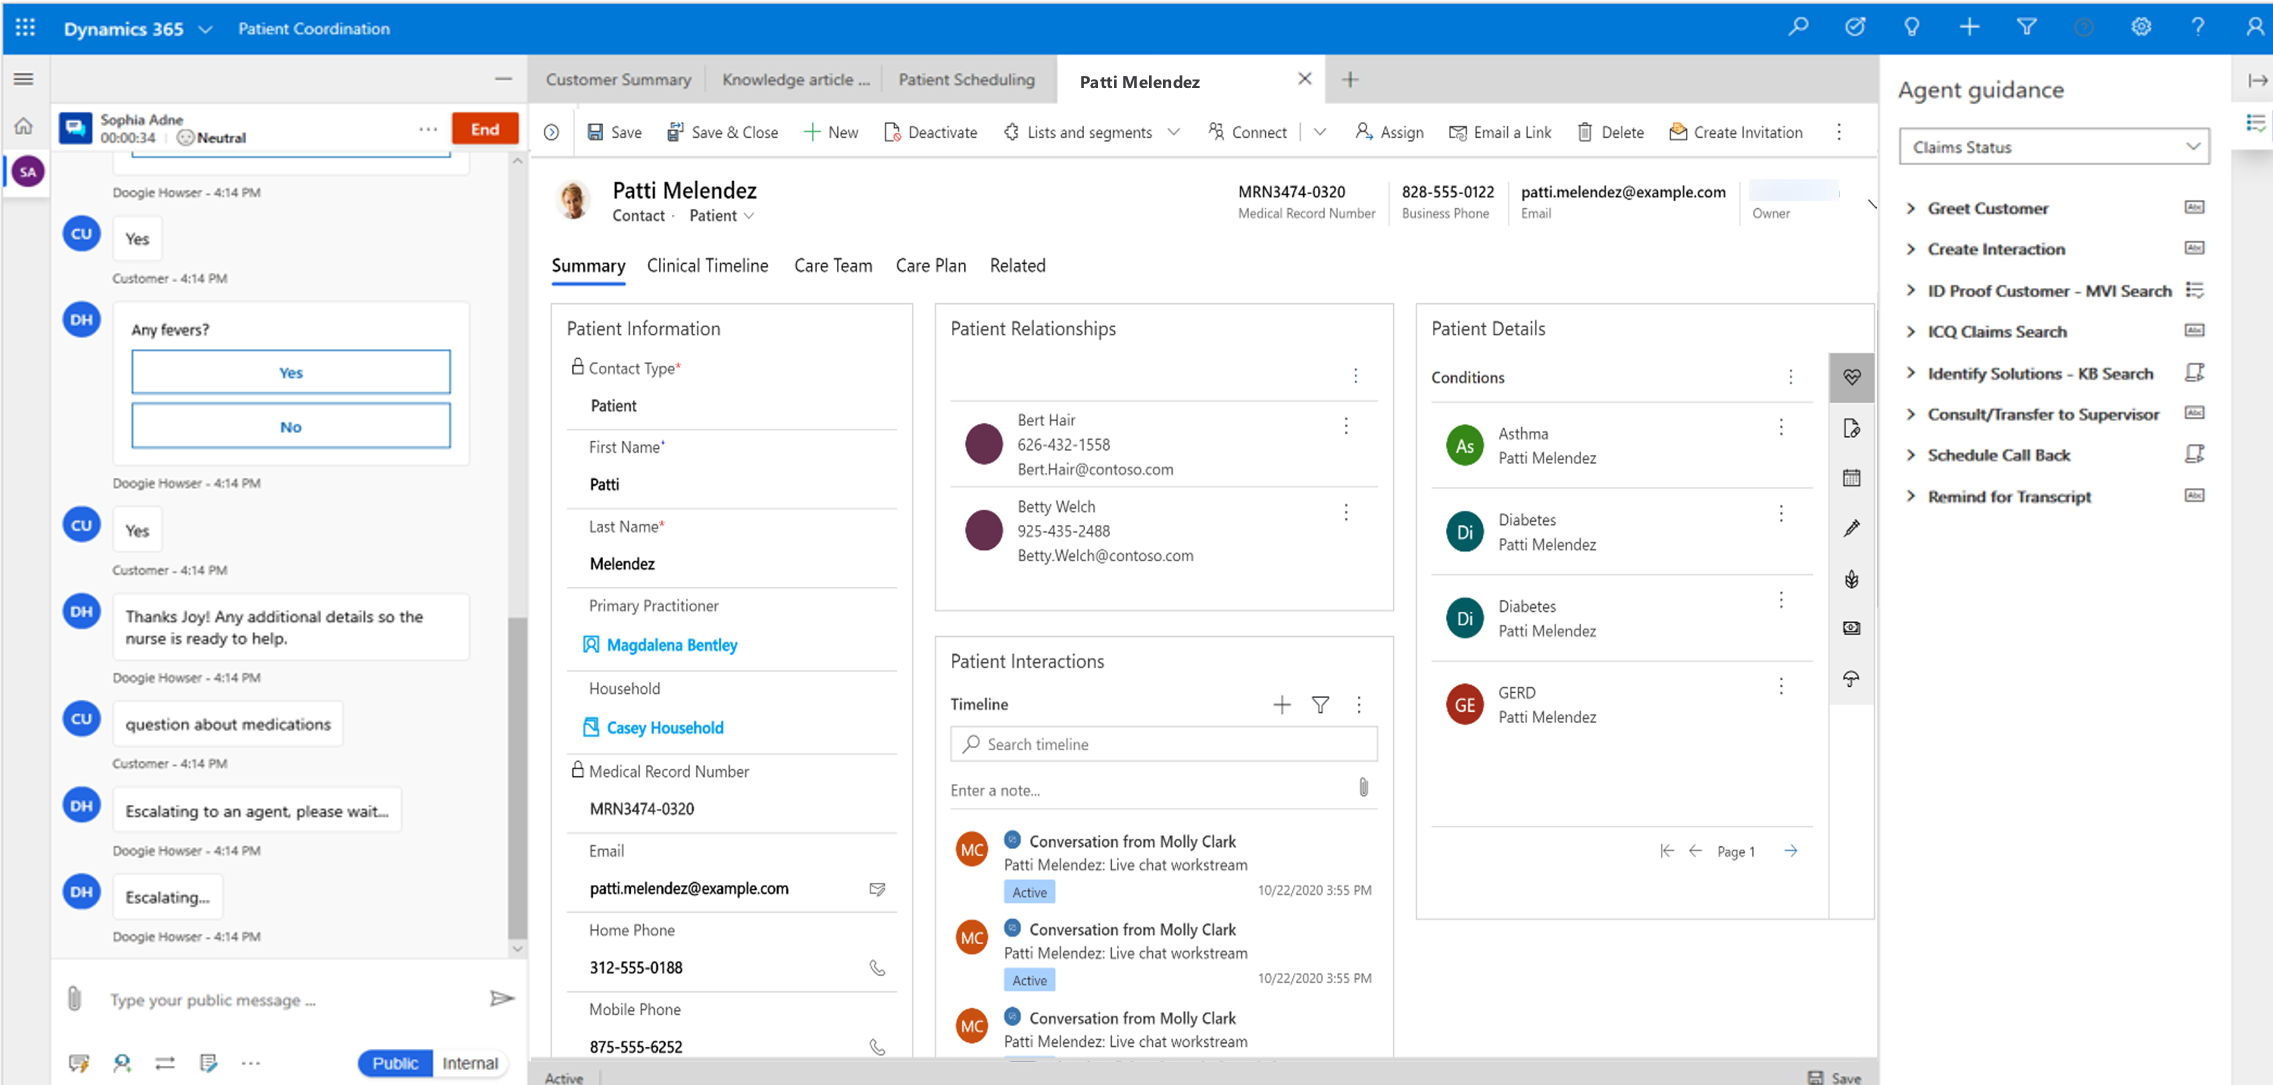 Dynamics 365
Patient Coordination
Sophia Adne
00:00:34
Neutral
End
SA
Doogie Howser - 4:14 PM
CU
Yes
Customer - 4:14 PM
DH
Any fevers?
Yes
No
Doogie Howser - 4:14 PM
CU
Yes
Customer - 4:14 PM
DH
Thanks Joy! Any additional details so the
nurse is ready to help.
Doogie Howser - 4:14 PM
CU
question about medications
Customer - 4:14 PM
DH
Escalating to an agent, please wait...
Doogie Howser - 4:14 PM
DH
Escalating...
Doogie Howser - 4:14 PM
Type your public message ...
Public
Internal
Customer Summary
Knowledge article ...
Patient Scheduling
Patti Melendez
Save
Save & Close
New
Deactivate
Lists and segments
Connect
Assign
Email a Link
Delete
Create Invitation
Patti Melendez
Contact · Patient
MRN3474-0320
Medical Record Number
828-555-0122
Business Phone
patti.melendez@example.com
Email
Owner
Summary
Clinical Timeline
Care Team
Care Plan
Related
Patient Information
Contact Type*
Patient
First Name*
Patti
Last Name*
Melendez
Primary Practitioner
Magdalena Bentley
Household
Casey Household
Medical Record Number
MRN3474-0320
Email
patti.melendez@example.com
Home Phone
312-555-0188
Mobile Phone
875-555-6252
Patient Relationships
Bert Hair
626-432-1558
Bert.Hair@contoso.com
Betty Welch
925-435-2488
Betty.Welch@contoso.com
Patient Interactions
Timeline
Search timeline
Enter a note...
MC
Conversation from Molly Clark
Patti Melendez: Live chat workstream
Active
10/22/2020 3:55 PM
MC
Conversation from Molly Clark
Patti Melendez: Live chat workstream
Active
10/22/2020 3:55 PM
MC
Conversation from Molly Clark
Patti Melendez: Live chat workstream
Patient Details
Conditions
As
Asthma
Patti Melendez
Di
Diabetes
Patti Melendez
Di
Diabetes
Patti Melendez
GE
GERD
Patti Melendez
Page 1
Active
Save
Agent guidance
Claims Status
Greet Customer
Abc
Create Interaction
Abc
ID Proof Customer - MVI Search
ICQ Claims Search
Abc
Identify Solutions - KB Search
Consult/Transfer to Supervisor
Abc
Schedule Call Back
Remind for Transcript
Abc